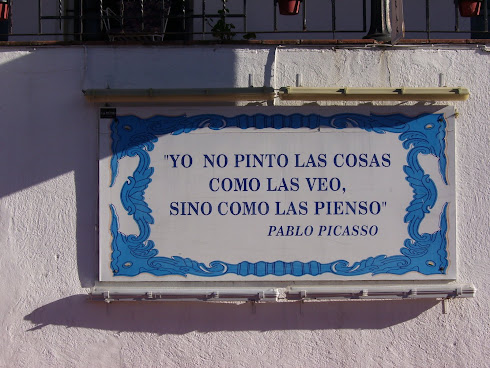 "YO NO PINTO LAS COSAS
COMO LAS VEO,
SINO COMO LAS PIENSO"
PABLO PICASSO